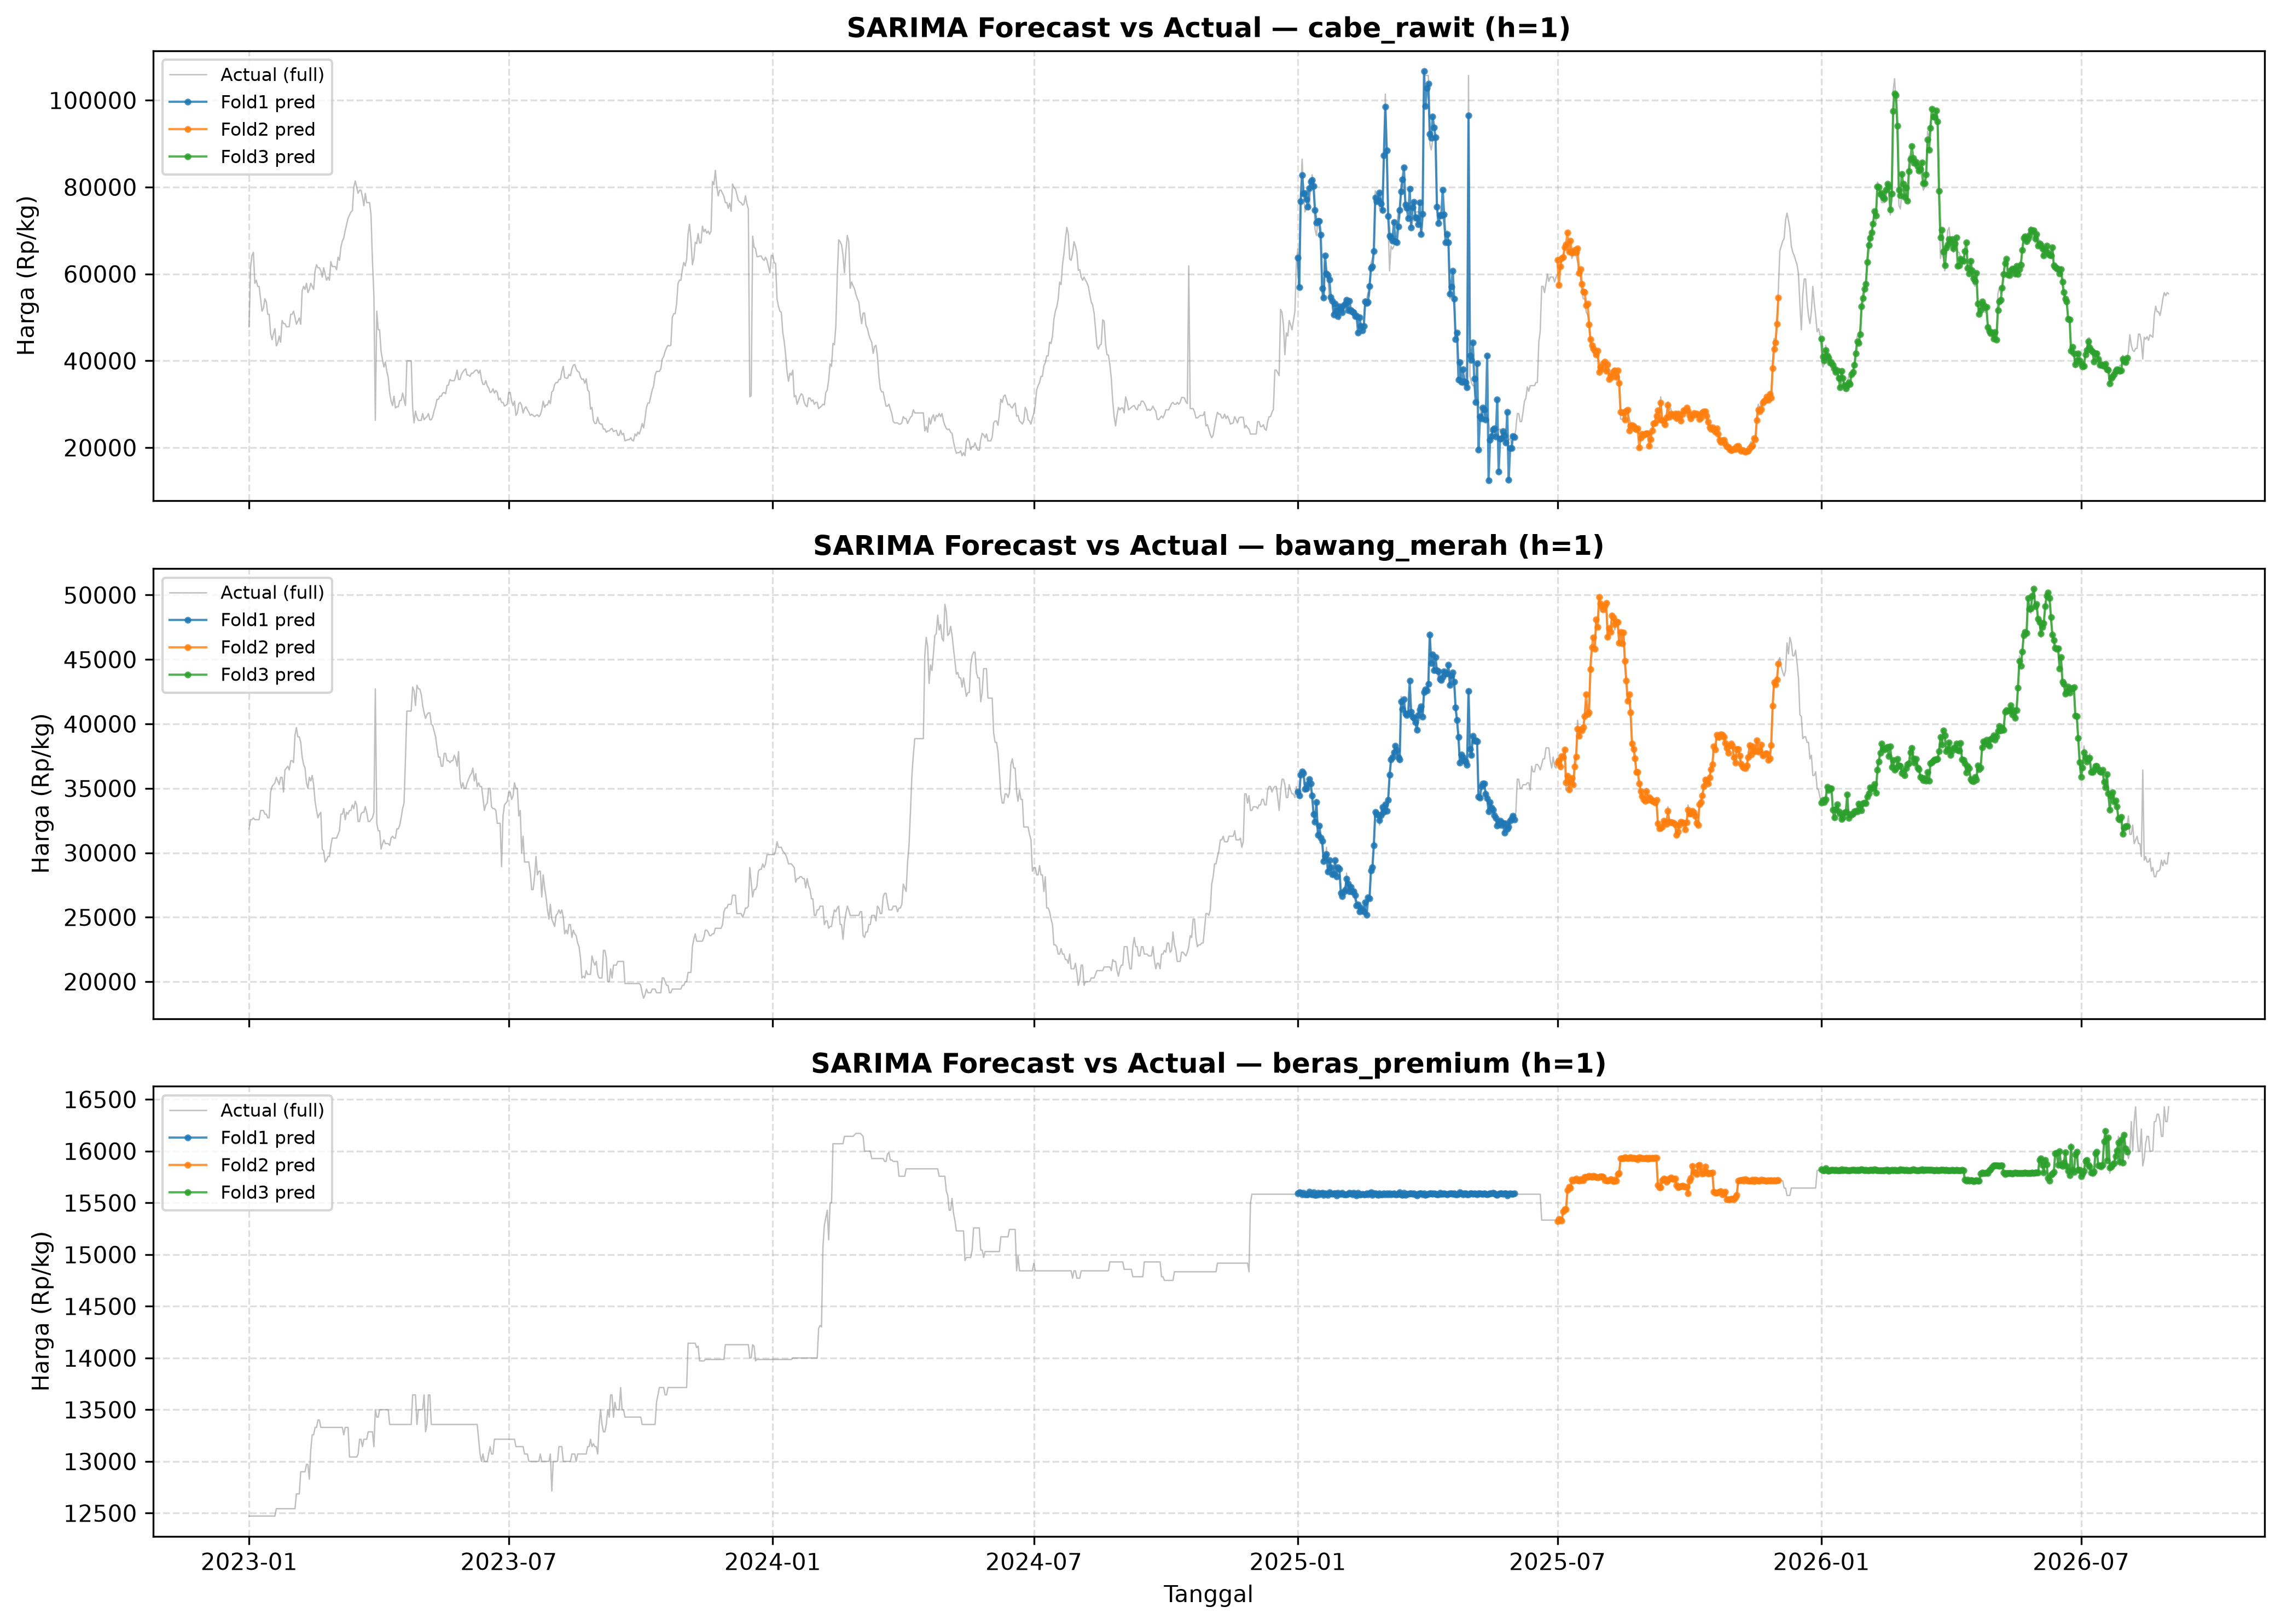 SARIMA Forecast vs Actual — cabe_rawit (h=1)
Harga (Rp/kg)
100000
80000
60000
40000
20000
Actual (full)
Fold1 pred
Fold2 pred
Fold3 pred
SARIMA Forecast vs Actual — bawang_merah (h=1)
Harga (Rp/kg)
50000
45000
40000
35000
30000
25000
20000
Actual (full)
Fold1 pred
Fold2 pred
Fold3 pred
SARIMA Forecast vs Actual — beras_premium (h=1)
Harga (Rp/kg)
16500
16000
15500
15000
14500
14000
13500
13000
12500
Actual (full)
Fold1 pred
Fold2 pred
Fold3 pred
2023-01 2023-07 2024-01 2024-07 2025-01 2025-07 2026-01 2026-07
Tanggal